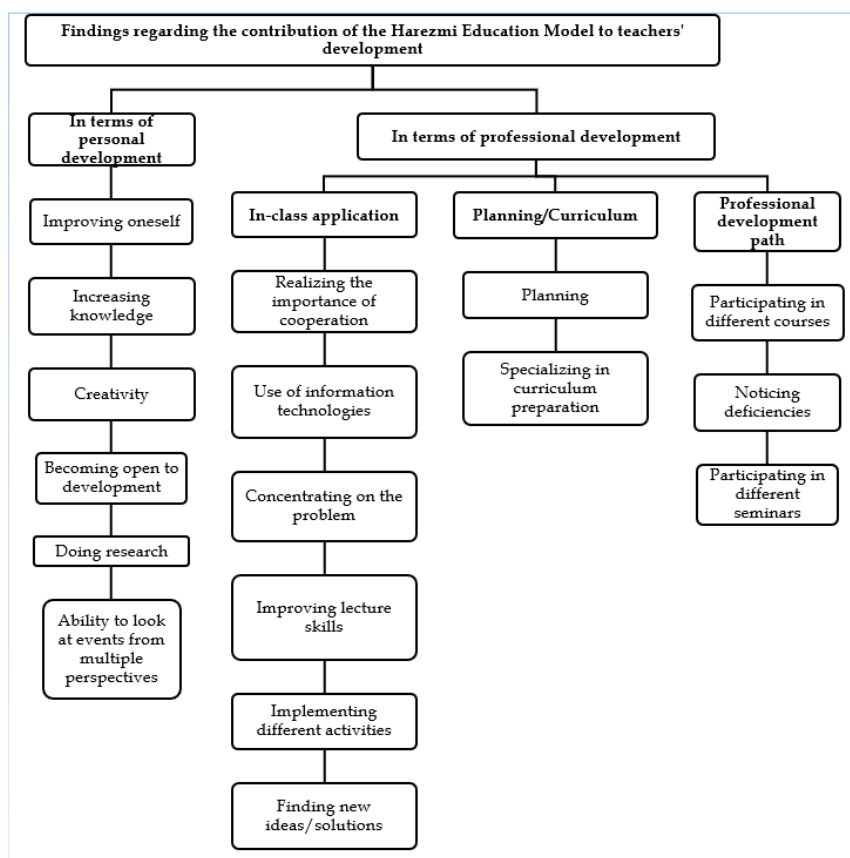 Findings regarding the contribution of the Harezmi Education Model to teachers'
development
In terms of
personal
development
In terms of professional development
Improving oneself
Increasing
knowledge
Creativity
Becoming open to
development
Doing research
Ability to look
at events from
multiple
perspectives
In-class application
Realizing the
importance of
cooperation
Use of information
technologies
Concentrating on the
problem
Improving lecture
skills
Implementing
different activities
Finding new
ideas/solutions
Planning/Curriculum
Planning
Specializing in
curriculum
preparation
Professional
development
path
Participating in
different courses
Noticing
deficiencies
Participating in
different
seminars